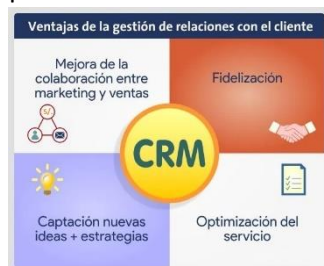 Ventajas de la gestión de relaciones con el cliente
Mejora de la
colaboración entre
marketing y ventas
Fidelización
S/
CRM
Captación nuevas
ideas + estrategias
Optimización del
servicio